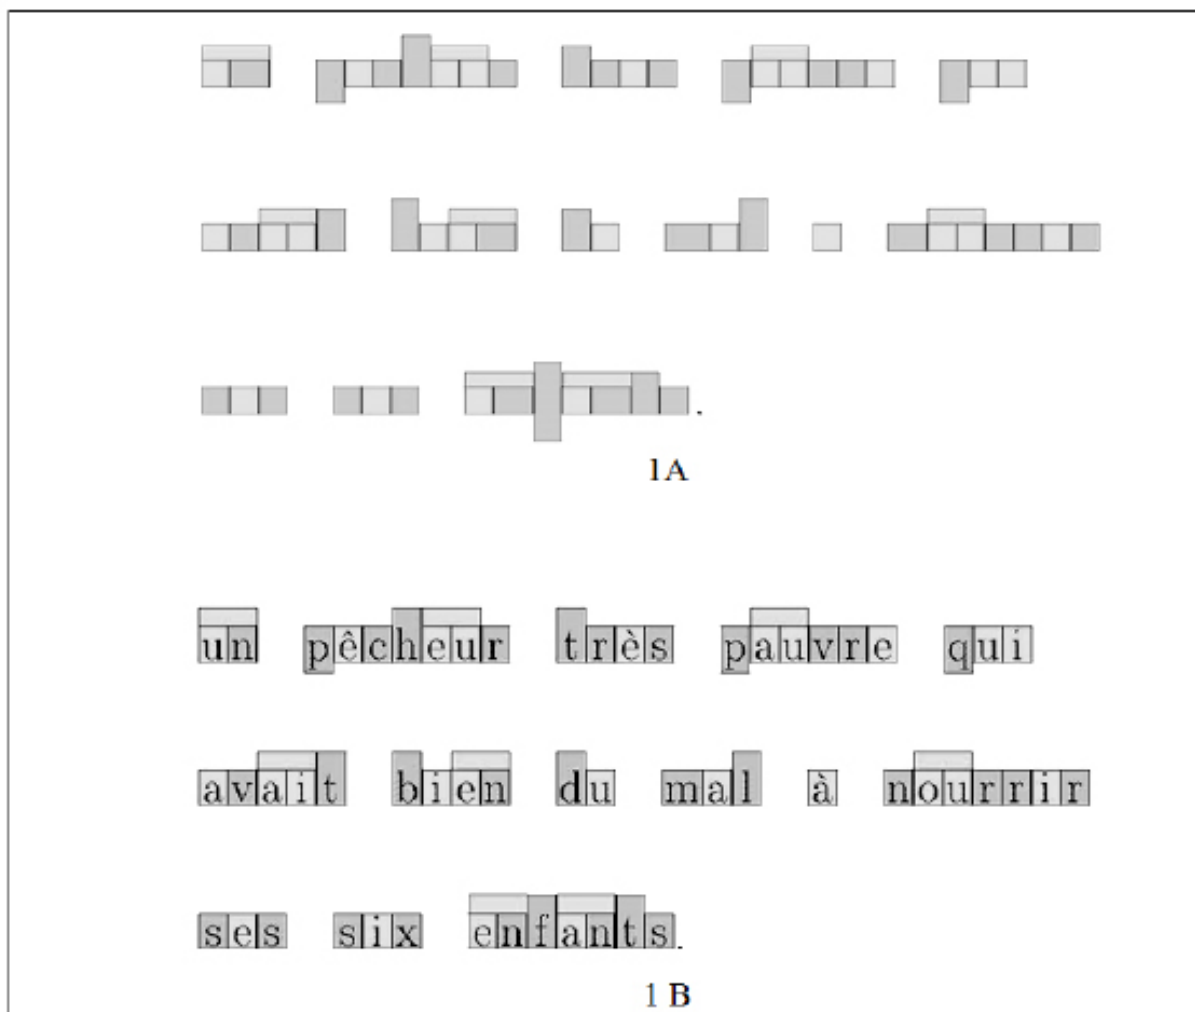 .
1A
un pêcheur très pauvre qui
avait bien du mal à nourrir
ses six enfants.
1 B